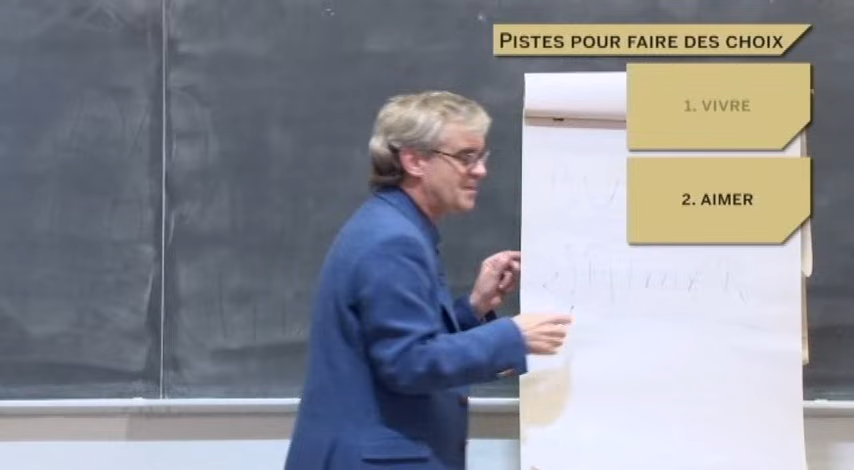 PISTES POUR FAIRE DES CHOIX
1. VIVRE
2. AIMER